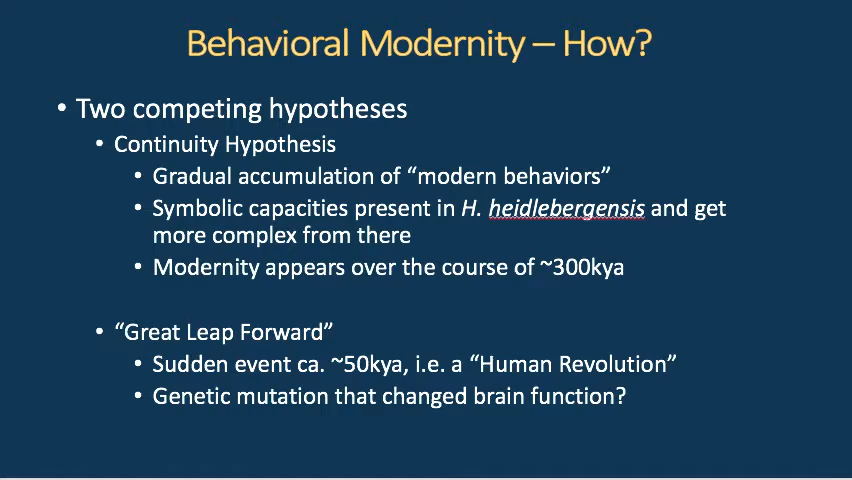 Behavioral Modernity – How?
• Two competing hypotheses
• Continuity Hypothesis
• Gradual accumulation of “modern behaviors”
• Symbolic capacities present in H. heidlebergensis and get
more complex from there
• Modernity appears over the course of ~300kya
• “Great Leap Forward”
• Sudden event ca. ~50kya, i.e. a “Human Revolution”
• Genetic mutation that changed brain function?